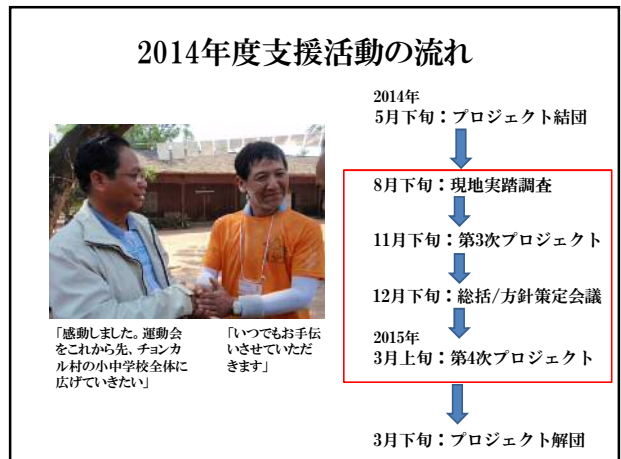 2014年度支援活動の流れ
2014年
5月下旬：プロジェクト結団
8月下旬：現地実踏調査
11月下旬：第3次プロジェクト
12月下旬：総括/方針策定会議
2015年
3月上旬：第4次プロジェクト
3月下旬：プロジェクト解団
「感動しました。運動会
をこれから先、チョンカ
ル村の小中学校全体に
広げていきたい」
「いつでもお手伝
いさせていただ
きます」